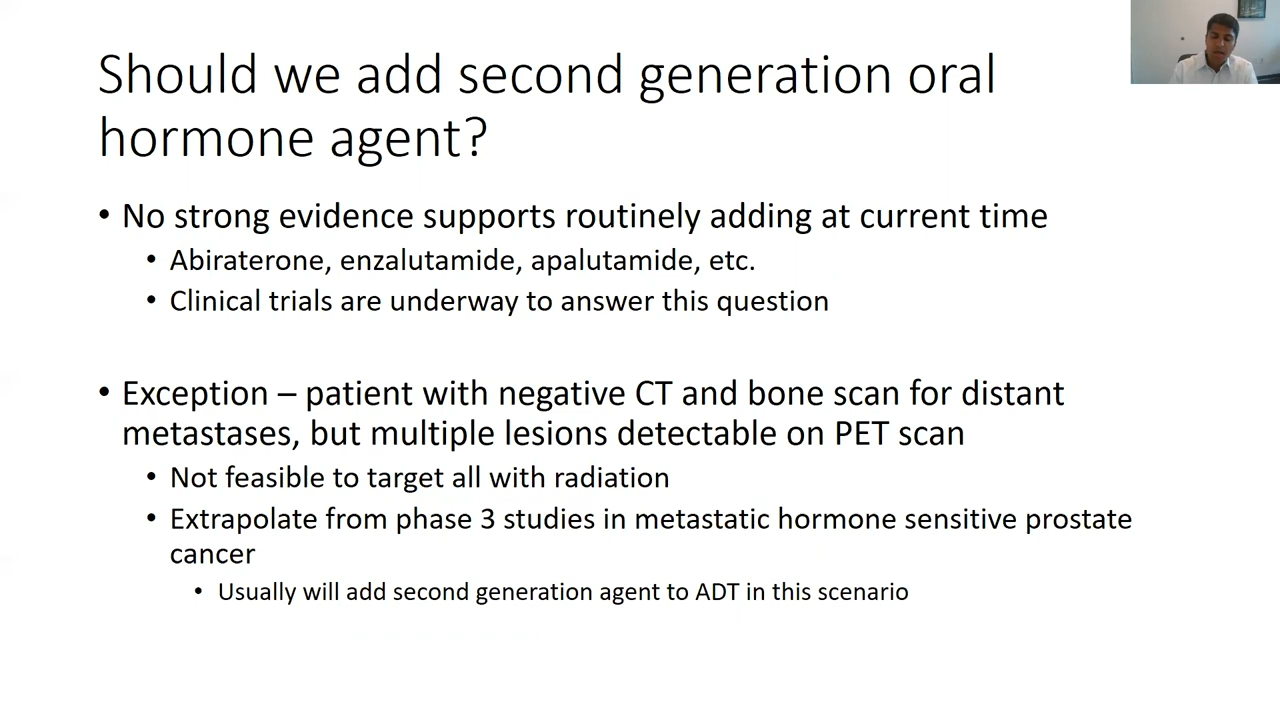 Should we add second generation oral
hormone agent?
• No strong evidence supports routinely adding at current time
• Abiraterone, enzalutamide, apalutamide, etc.
• Clinical trials are underway to answer this question
• Exception – patient with negative CT and bone scan for distant
metastases, but multiple lesions detectable on PET scan
• Not feasible to target all with radiation
• Extrapolate from phase 3 studies in metastatic hormone sensitive prostate
cancer
• Usually will add second generation agent to ADT in this scenario